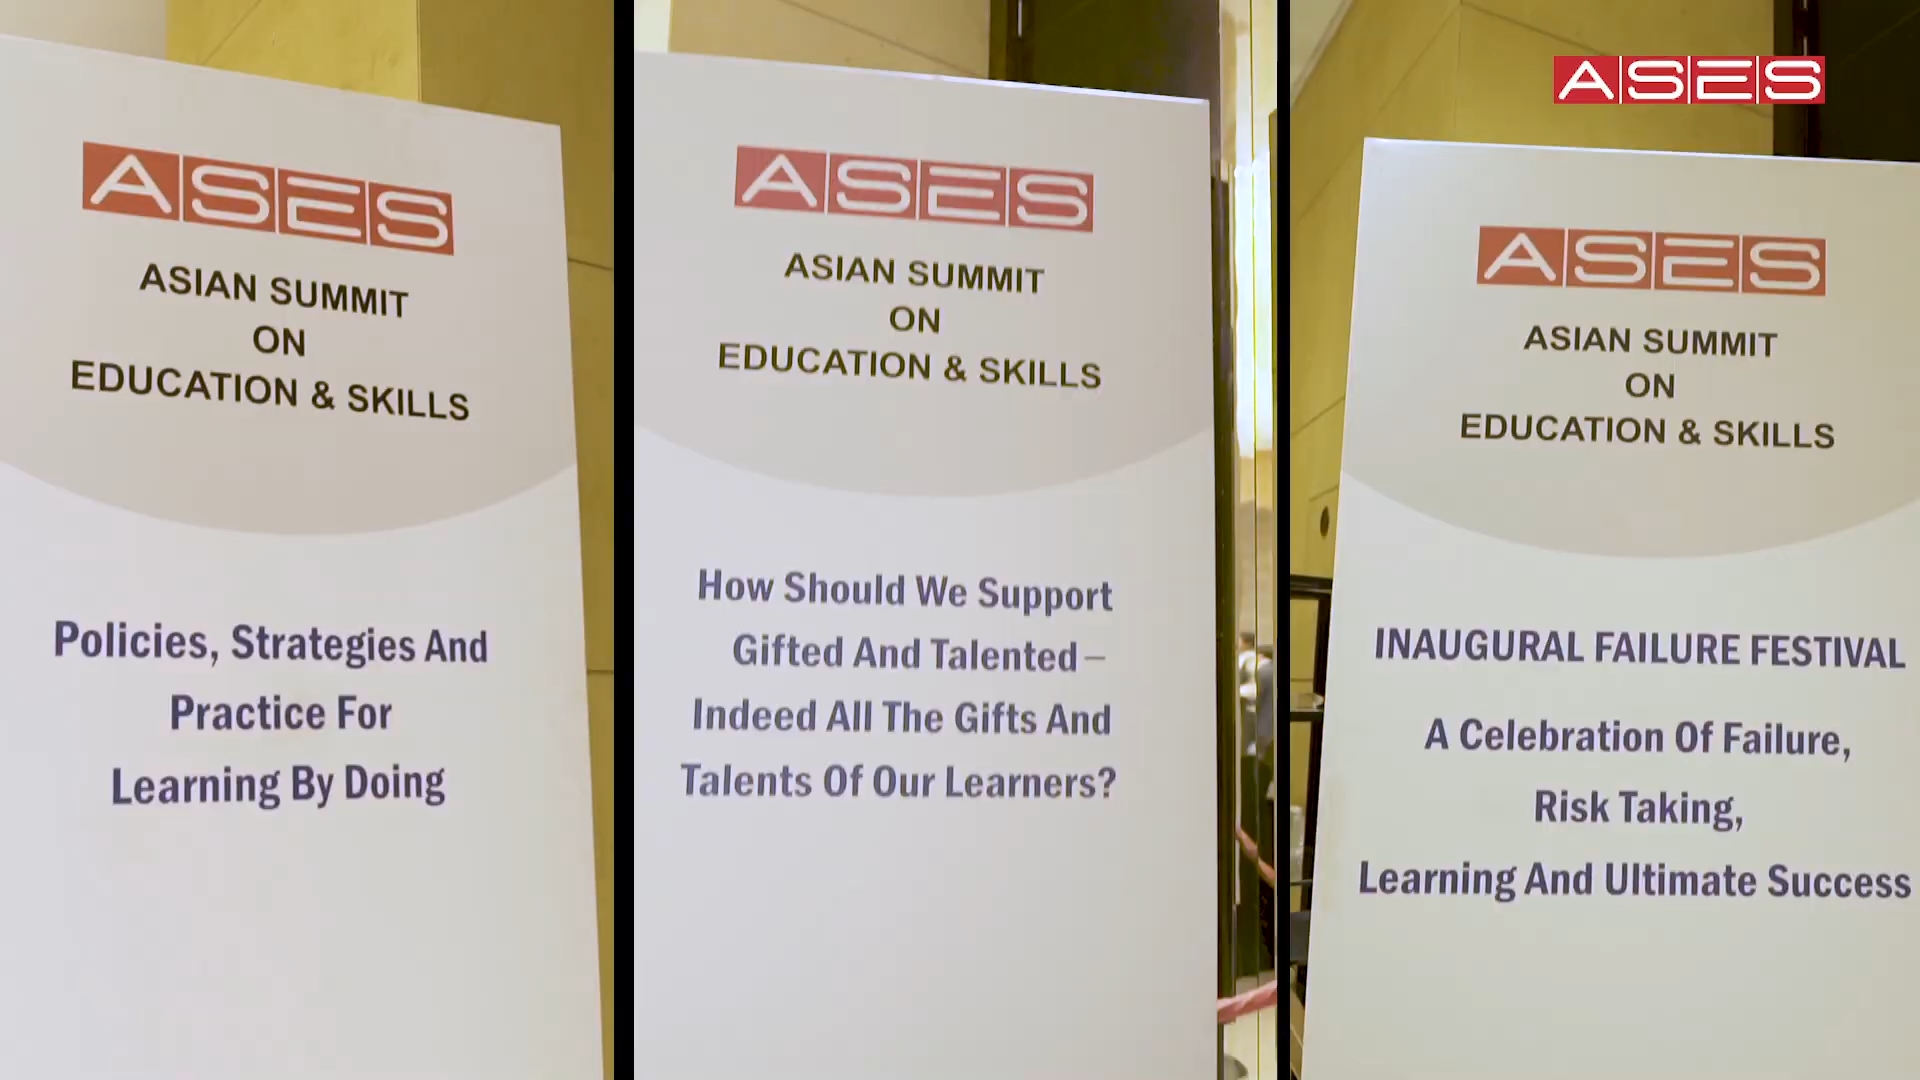 ASES
ASIAN SUMMIT
ON
EDUCATION & SKILLS
Policies, Strategies And
Practice For
Learning By Doing
ASES
ASIAN SUMMIT
ON
EDUCATION & SKILLS
How Should We Support
Gifted And Talented –
Indeed All The Gifts And
Talents Of Our Learners?
ASES
ASES
ASIAN SUMMIT
ON
EDUCATION & SKILLS
INAUGURAL FAILURE FESTIVAL
A Celebration Of Failure,
Risk Taking,
Learning And Ultimate Success